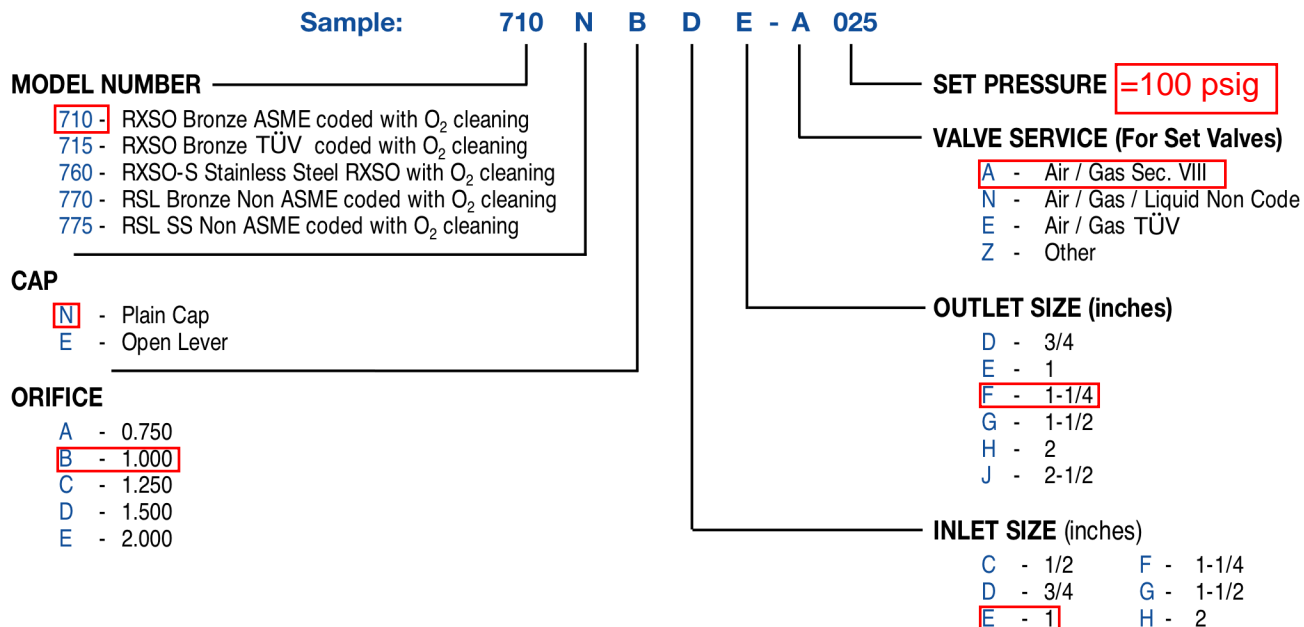 Sample: 710 N B D E - A 025
MODEL NUMBER
710 - RXSO Bronze ASME coded with O2 cleaning
715 - RXSO Bronze TÜV coded with O2 cleaning
760 - RXSO-S Stainless Steel RXSO with O2 cleaning
770 - RSL Bronze Non ASME coded with O2 cleaning
775 - RSL SS Non ASME coded with O2 cleaning
CAP
N - Plain Cap
E - Open Lever
ORIFICE
A - 0.750
B - 1.000
C - 1.250
D - 1.500
E - 2.000
SET PRESSURE =100 psig
VALVE SERVICE (For Set Valves)
A - Air / Gas Sec. VIII
N - Air / Gas / Liquid Non Code
E - Air / Gas TÜV
Z - Other
OUTLET SIZE (inches)
D - 3/4
E - 1
F - 1-1/4
G - 1-1/2
H - 2
J - 2-1/2
INLET SIZE (inches)
C - 1/2 F - 1-1/4
D - 3/4 G - 1-1/2
E - 1 H - 2